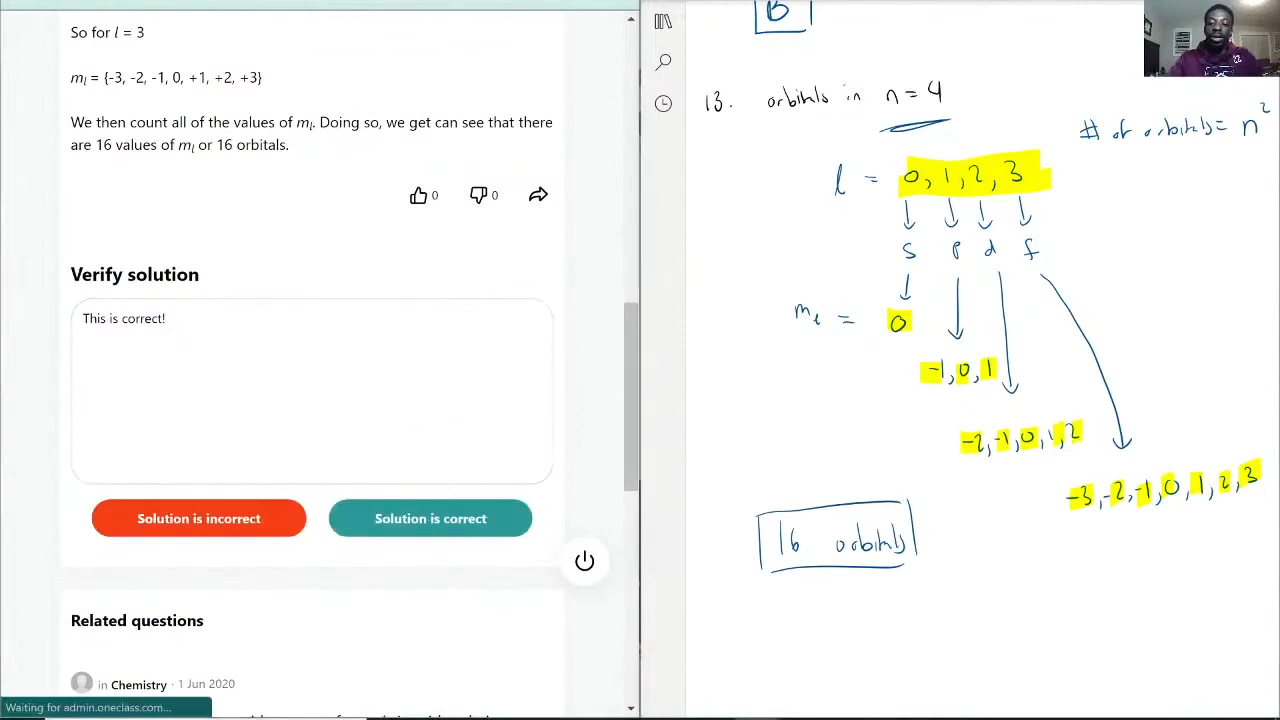 So for l = 3
ml = {-3, -2, -1, 0, +1, +2, +3}
We then count all of the values of ml. Doing so, we get can see that there
are 16 values of ml or 16 orbitals.
0 0
Verify solution
This is correct!
Solution is incorrect Solution is correct
Related questions
in Chemistry · 1 Jun 2020
Waiting for admin.oneclass.com...
B
13. orbitals in n = 4
# of orbitals = n²
l = 0, 1, 2, 3
s p d f
ml = 0
-1, 0, 1
-2, -1, 0, 1, 2
-3, -2, -1, 0, 1, 2, 3
16 orbitals